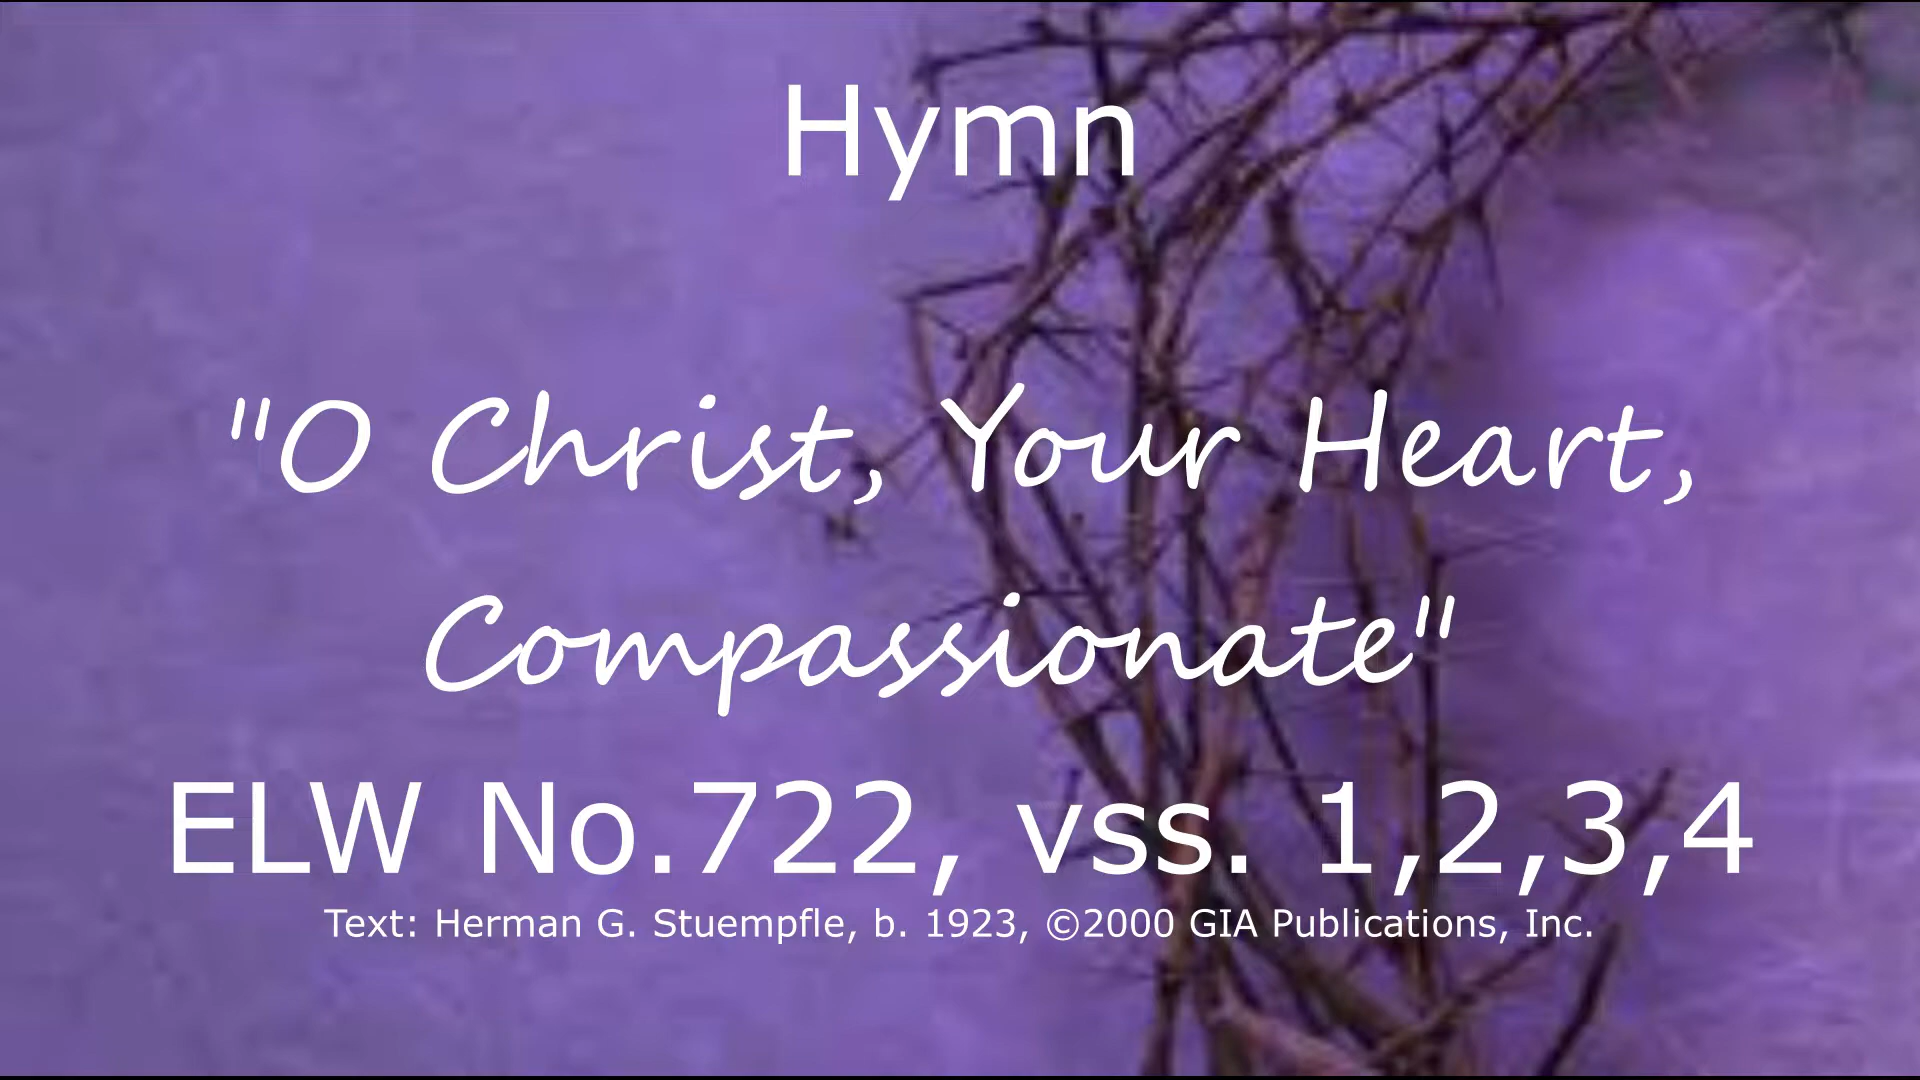 Hymn
"O Christ, Your Heart,
Compassionate"
ELW No.722, vss. 1,2,3,4
Text: Herman G. Stuempfle, b. 1923, ©2000 GIA Publications, Inc.